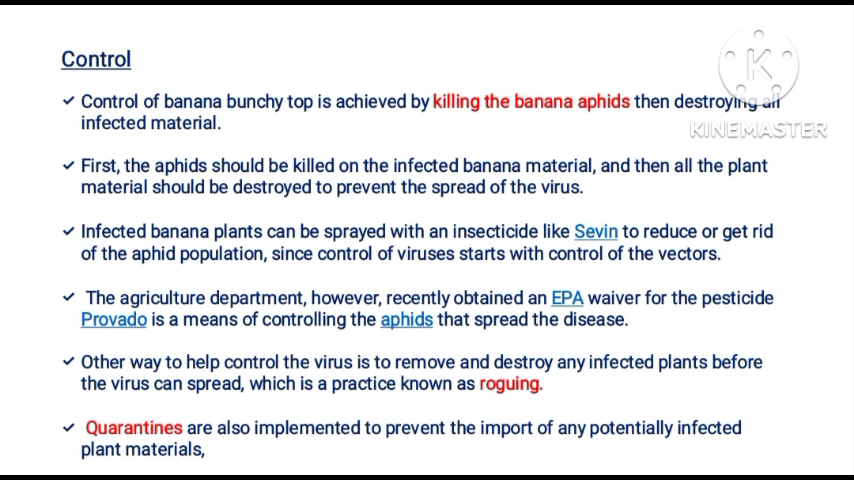 Control
✓ Control of banana bunchy top is achieved by killing the banana aphids then destroying all
infected material.
✓ First, the aphids should be killed on the infected banana material, and then all the plant
material should be destroyed to prevent the spread of the virus.
✓ Infected banana plants can be sprayed with an insecticide like Sevin to reduce or get rid
of the aphid population, since control of viruses starts with control of the vectors.
✓ The agriculture department, however, recently obtained an EPA waiver for the pesticide
Provado is a means of controlling the aphids that spread the disease.
✓ Other way to help control the virus is to remove and destroy any infected plants before
the virus can spread, which is a practice known as roguing.
✓ Quarantines are also implemented to prevent the import of any potentially infected
plant materials,
K
KINEMASTER